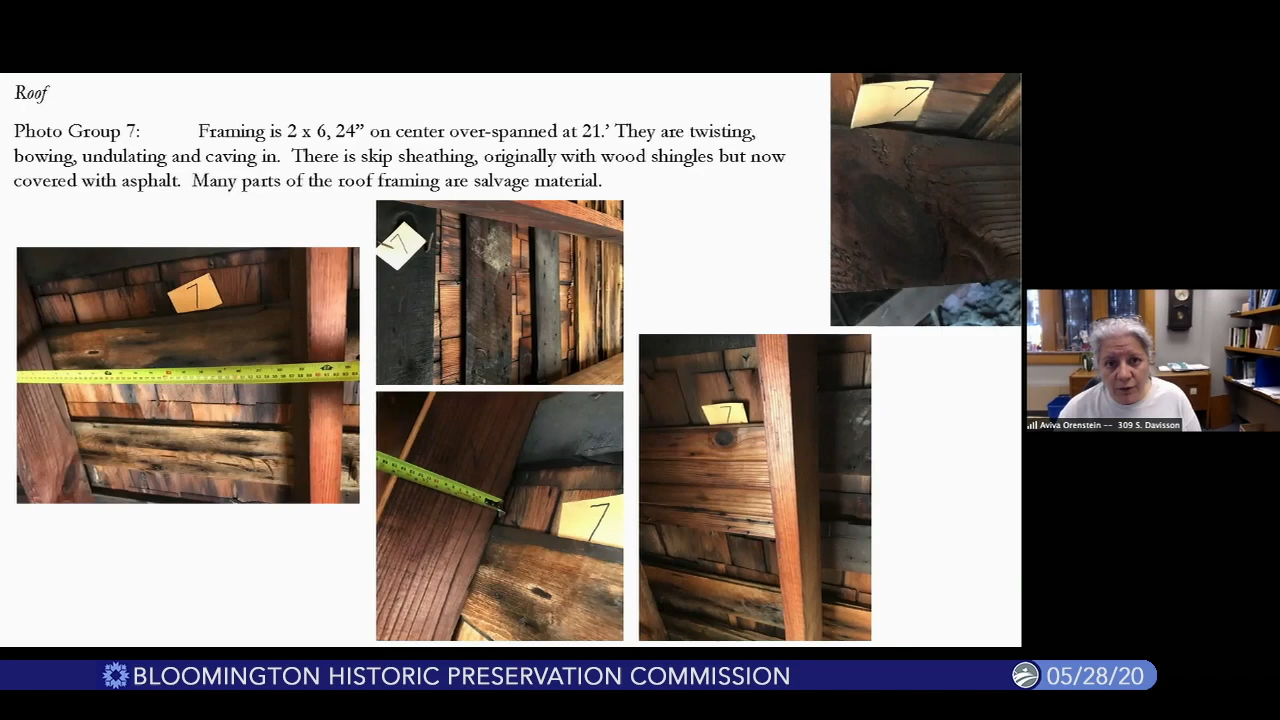 Roof
Photo Group 7: Framing is 2 x 6, 24” on center over-spanned at 21.’ They are twisting,
bowing, undulating and caving in. There is skip sheathing, originally with wood shingles but now
covered with asphalt. Many parts of the roof framing are salvage material.
7
7
7
7
7
Aviva Orenstein -- 309 S. Davisson
BLOOMINGTON HISTORIC PRESERVATION COMMISSION
05/28/20